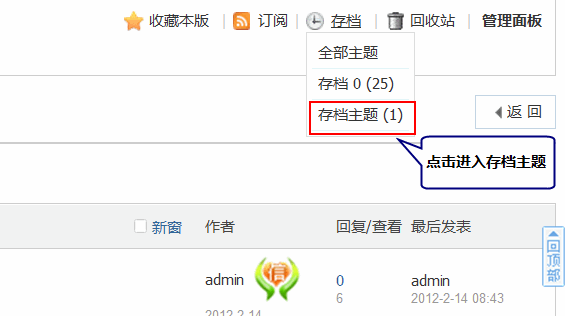 收藏本版 | 订阅 | 存档 | 回收站 | 管理面板
全部主题
存档 0 (25)
存档主题 (1)
返回
点击进入存档主题
新窗 作者 回复/查看 最后发表
回顶部
admin 信 0 admin
2012-2-14 6 2012-2-14 08:43